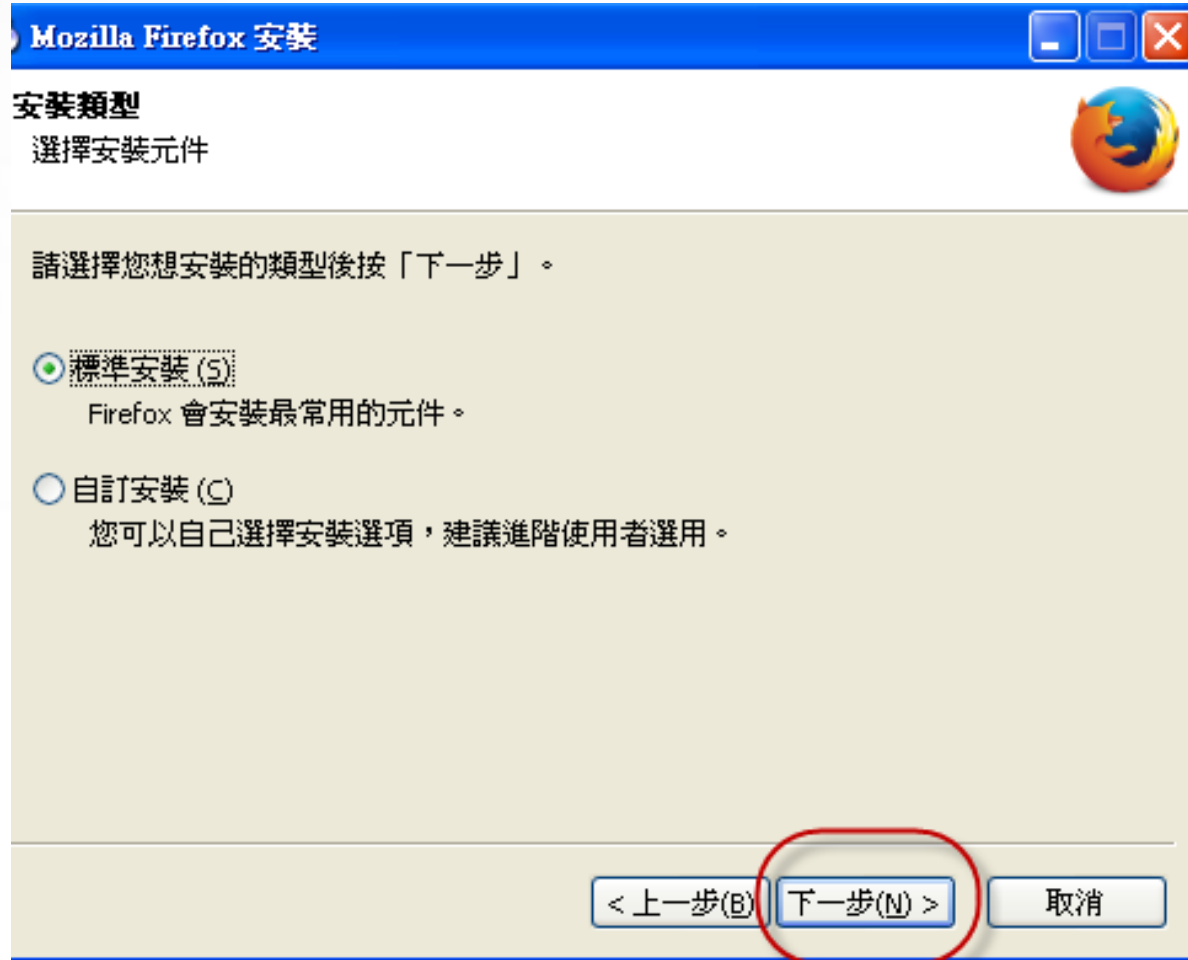 Mozilla Firefox 安裝
安裝類型
選擇安裝元件
請選擇您想安裝的類型後按「下一步」。
標準安裝(S)
Firefox 會安裝最常用的元件。
自訂安裝(C)
您可以自己選擇安裝選項，建議進階使用者選用。
< 上一步(B) 下一步(N) > 取消